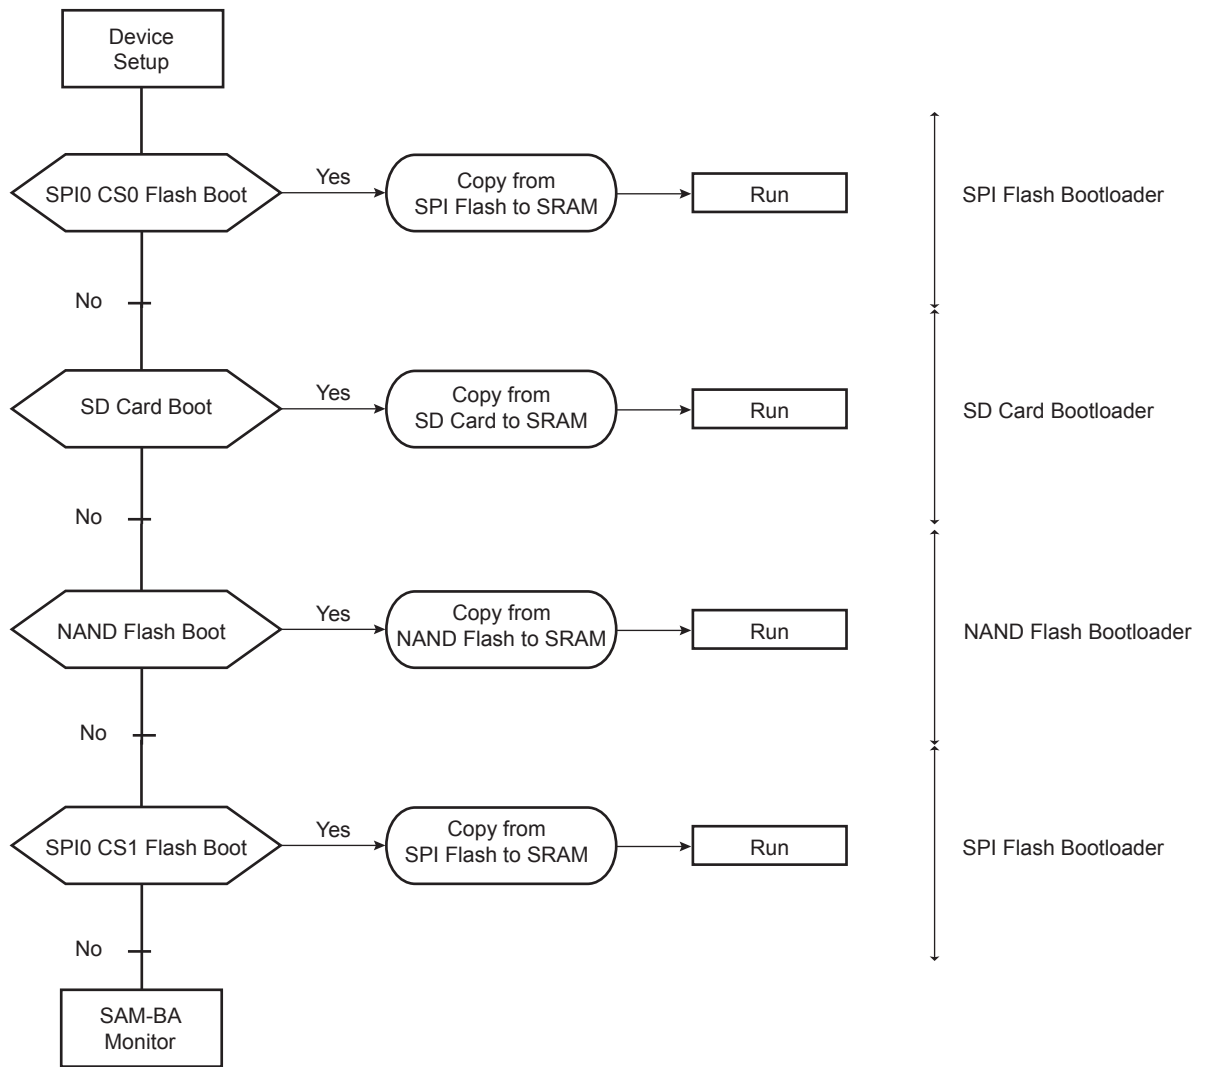 Device
Setup
SPI0 CS0 Flash Boot
Yes
Copy from
SPI Flash to SRAM
Run
SPI Flash Bootloader
No
SD Card Boot
Yes
Copy from
SD Card to SRAM
Run
SD Card Bootloader
No
NAND Flash Boot
Yes
Copy from
NAND Flash to SRAM
Run
NAND Flash Bootloader
No
SPI0 CS1 Flash Boot
Yes
Copy from
SPI Flash to SRAM
Run
SPI Flash Bootloader
No
SAM-BA
Monitor